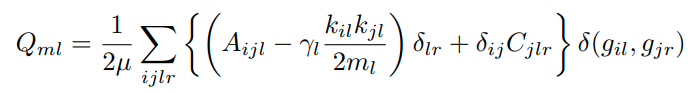 $Q_{ml} = \frac{1}{2\mu} \sum_{ijlr} \left\{ \left( A_{ijl} - \gamma_l \frac{k_{il} k_{jl}}{2m_l} \right) \delta_{lr} + \delta_{ij} C_{jlr} \right\} \delta(g_{il}, g_{jr})$